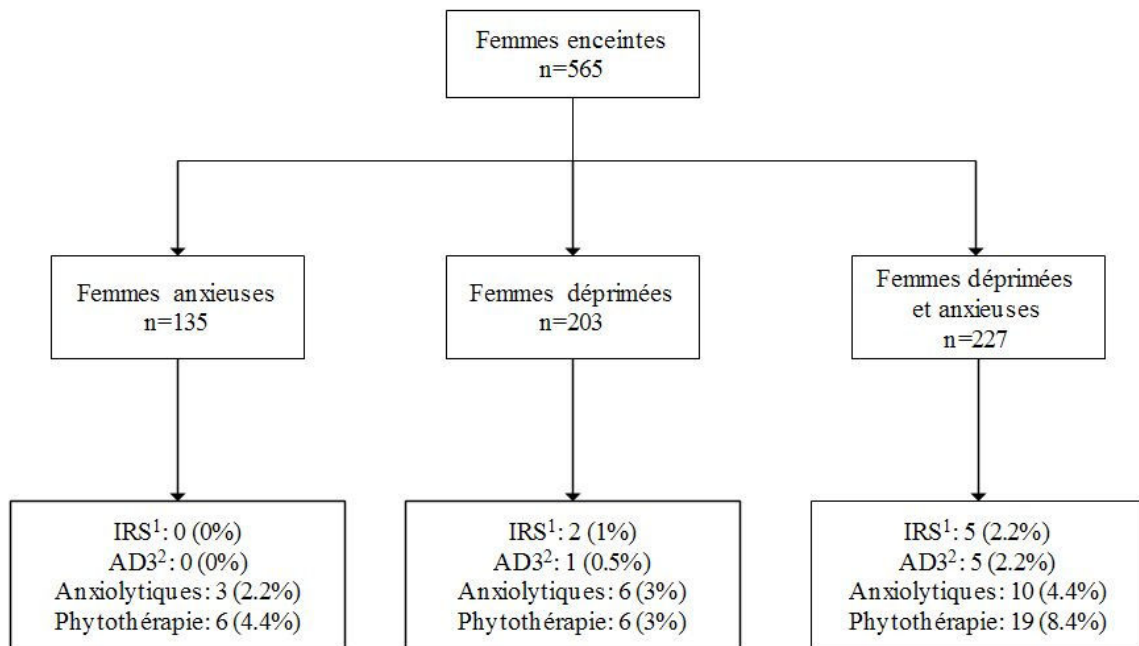 Femmes enceintes
n=565
Femmes anxieuses
n=135
Femmes déprimées
n=203
Femmes déprimées
et anxieuses
n=227
IRS¹: 0 (0%)
AD3²: 0 (0%)
Anxiolytiques: 3 (2.2%)
Phytothérapie: 6 (4.4%)
IRS¹: 2 (1%)
AD3²: 1 (0.5%)
Anxiolytiques: 6 (3%)
Phytothérapie: 6 (3%)
IRS¹: 5 (2.2%)
AD3²: 5 (2.2%)
Anxiolytiques: 10 (4.4%)
Phytothérapie: 19 (8.4%)